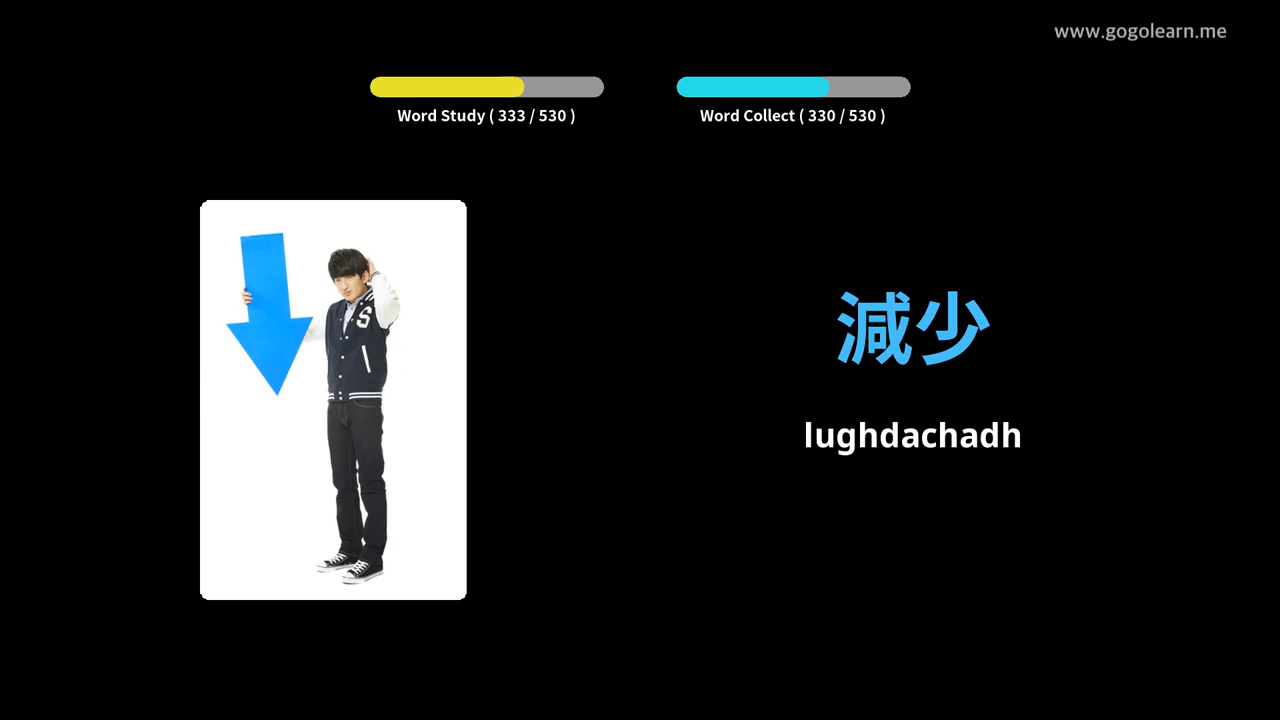 www.gogolearn.me
Word Study ( 333 / 530 )
Word Collect ( 330 / 530 )
S
減少
lughdachadh